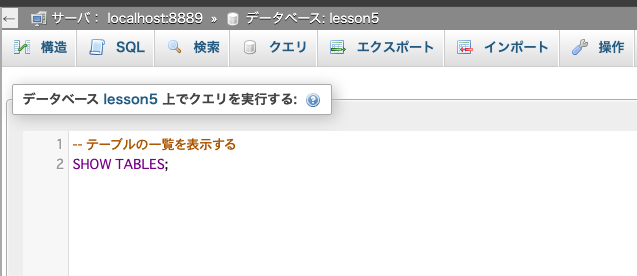 ← サーバ: localhost:8889 » データベース: lesson5
構造 SQL 検索 クエリ エクスポート インポート 操作
データベース lesson5 上でクエリを実行する:
1 -- テーブルの一覧を表示する
2 SHOW TABLES;